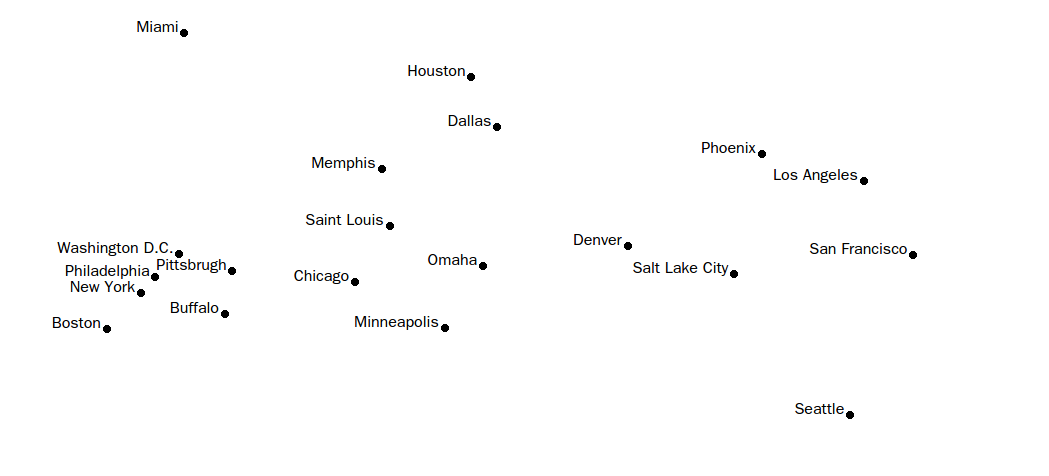 Miami
Houston
Dallas
Phoenix
Memphis
Los Angeles
Saint Louis
Denver
Washington D.C.
San Francisco
Omaha
Pittsbrugh
Salt Lake City
Philadelphia
Chicago
New York
Buffalo
Minneapolis
Boston
Seattle